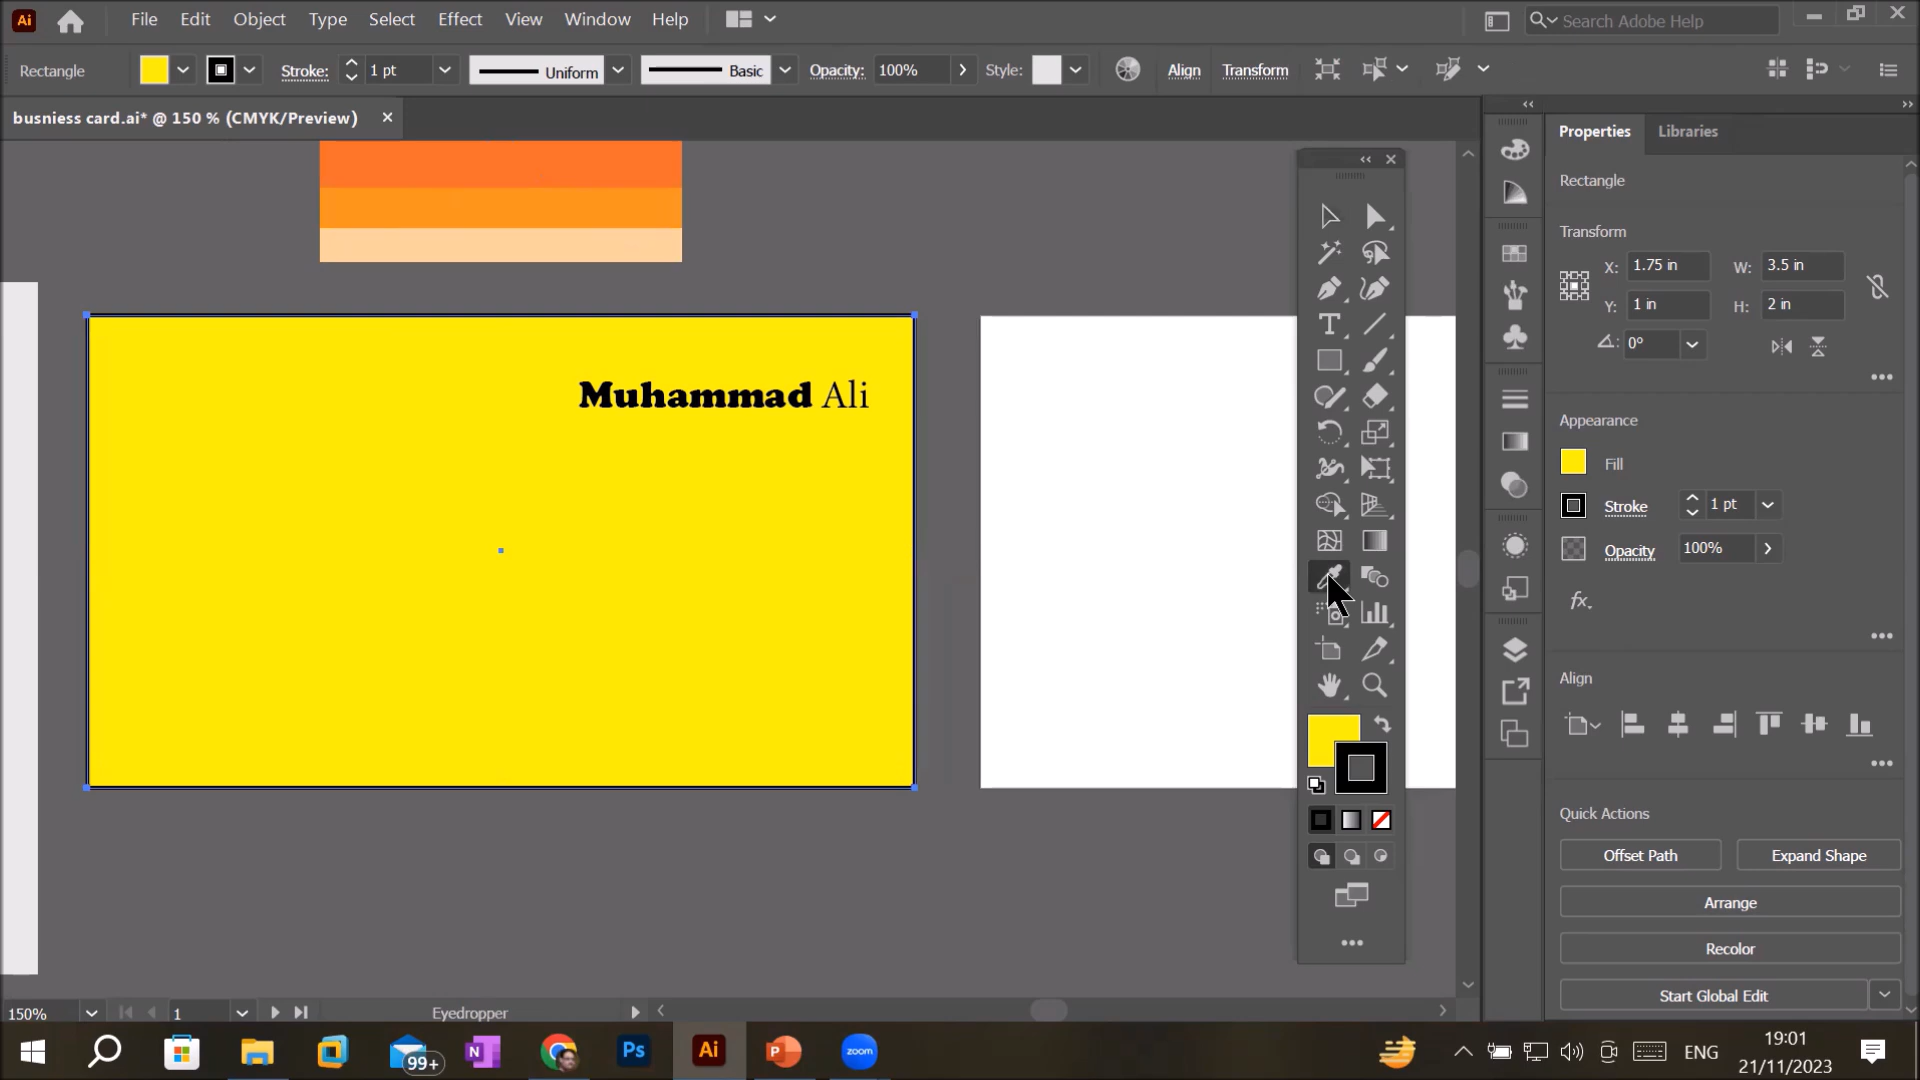 Ai File Edit Object Type Select Effect View Window Help Search Adobe Help
Rectangle Stroke: 1 pt Uniform Basic Opacity: 100% Style: Align Transform
busniess card.ai* @ 150 % (CMYK/Preview)
Properties Libraries
Rectangle
Transform
X: 1.75 in W: 3.5 in
Y: 1 in H: 2 in
0°
Muhammad Ali
Appearance
Fill
Stroke 1 pt
Opacity 100%
fx.
Align
Quick Actions
Offset Path Expand Shape
Arrange
Recolor
Start Global Edit
150% 1 Eyedropper
99+ Ps Ai P zoom ENG 19:01
21/11/2023